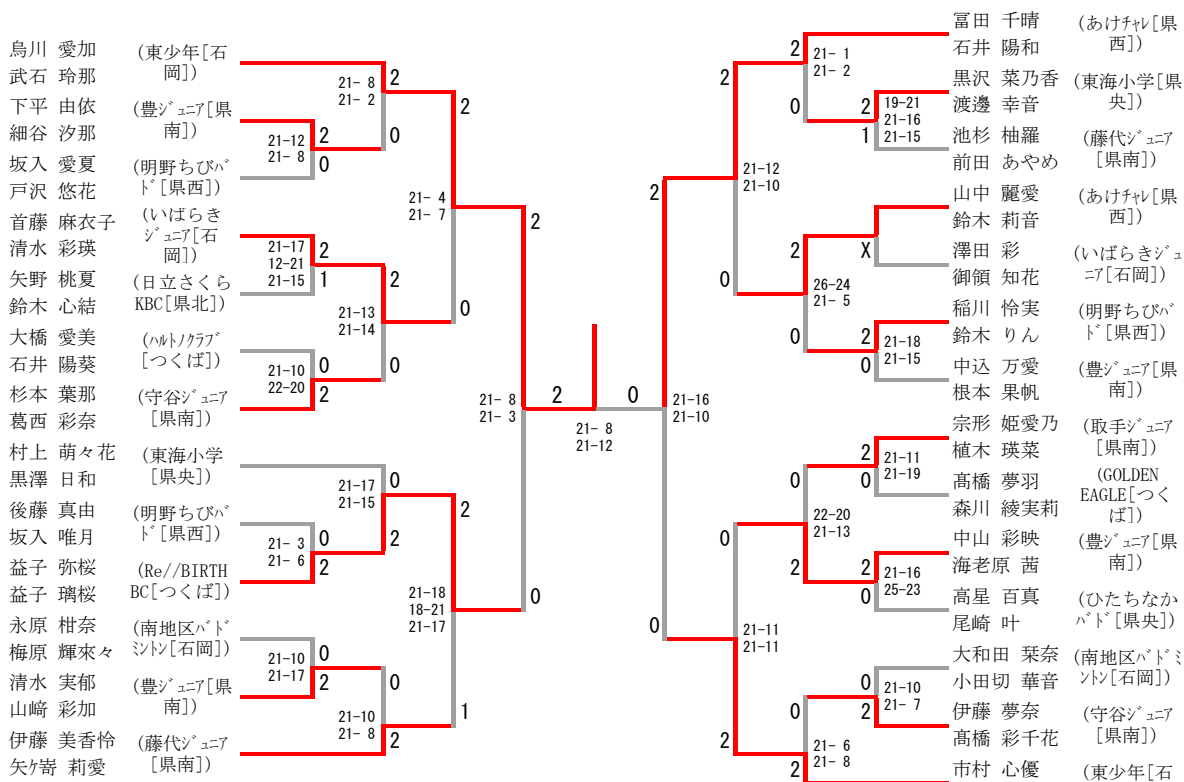 烏川 愛加
武石 玲那
(東少年[石
岡])
下平 由依
細谷 汐那
(豊ｼﾞｭﾆｱ[県
南])
坂入 愛夏
戸沢 悠花
(明野ちびﾊﾞ
ﾄﾞ[県西])
首藤 麻衣子
清水 彩瑛
(いばらき
ｼﾞｭﾆｱ[石
岡])
矢野 桃夏
鈴木 心結
(日立さくら
KBC[県北])
大橋 愛美
石井 陽葵
(ﾊﾙﾄﾉｸﾗﾌﾞ
[つくば])
杉本 葉那
葛西 彩奈
(守谷ジュニア
[県南])
村上 萌々花
黒澤 日和
(東海小学
[県央])
後藤 真由
坂入 唯月
(明野ちびﾊﾞ
ﾄﾞ[県西])
益子 弥桜
益子 璃桜
(Re//BIRTH
BC[つくば])
永原 柑奈
梅原 輝來々
(南地区ﾊﾞﾄﾞ
ﾐﾝﾄﾝ[石岡])
清水 実郁
山﨑 彩加
(豊ｼﾞｭﾆｱ[県
南])
伊藤 美香怜
矢ケ嵜 莉愛
(藤代ジュニア
[県南])
21-12
21- 8
2
0
21- 8
21- 2
2
0
21-17
12-21
21-15
2
1
21-10
22-20
0
2
21-13
21-14
2
0
21- 4
21- 7
2
0
21- 3
21- 6
0
2
21-17
21-15
0
2
21-10
21-17
0
2
21-10
21- 8
0
2
21-18
18-21
21-17
2
1
21- 8
21- 3
2
0
2
0
21- 8
21-12
冨田 千晴
石井 陽和
(あけﾁｬﾚ[県
西])
黒沢 菜乃香
渡邊 幸音
(東海小学[県
央])
池杉 柚羅
前田 あやめ
(藤代ジュニア
[県南])
山中 麗愛
鈴木 莉音
(あけﾁｬﾚ[県
西])
澤田 彩
御領 知花
(いばらきｼﾞｭ
ﾆｱ[石岡])
稲川 怜実
鈴木 りん
(明野ちびﾊﾞ
ﾄﾞ[県西])
中込 万愛
根本 果帆
(豊ｼﾞｭﾆｱ[県
南])
宗形 姫愛乃
植木 瑛菜
(取手ジュニア
[県南])
髙橋 夢羽
森川 綾実莉
(GOLDEN
EAGLE[つく
ば])
中山 彩映
海老原 茜
(豊ｼﾞｭﾆｱ[県
南])
高星 百真
尾崎 叶
(ひたちなか
ﾊﾞﾄﾞ[県央])
大和田 栞奈
小田切 華音
(南地区ﾊﾞﾄﾞﾐ
ﾝﾄﾝ[石岡])
伊藤 夢奈
髙橋 彩千花
(守谷ジュニア
[県南])
市村 心優
(東少年[石
19-21
21-16
21-15
2
1
21- 1
21- 2
2
0
X
21-18
21-15
2
0
26-24
21- 5
2
0
21-12
21-10
2
0
21-11
21-19
2
0
21-16
25-23
2
0
22-20
21-13
0
2
21-10
21- 7
0
2
21- 6
21- 8
0
2
21-11
21-11
0
2
21-16
21-10
2
0